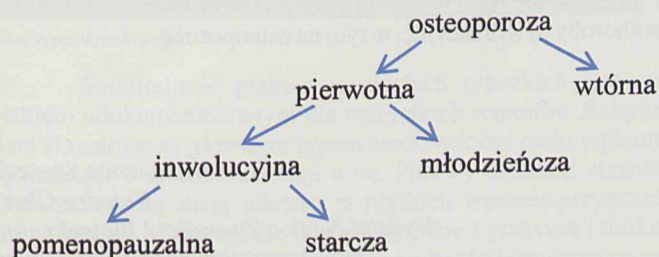 osteoporoza
pierwotna wtórna
inwolucyjna młodzieńcza
pomenopauzalna starcza